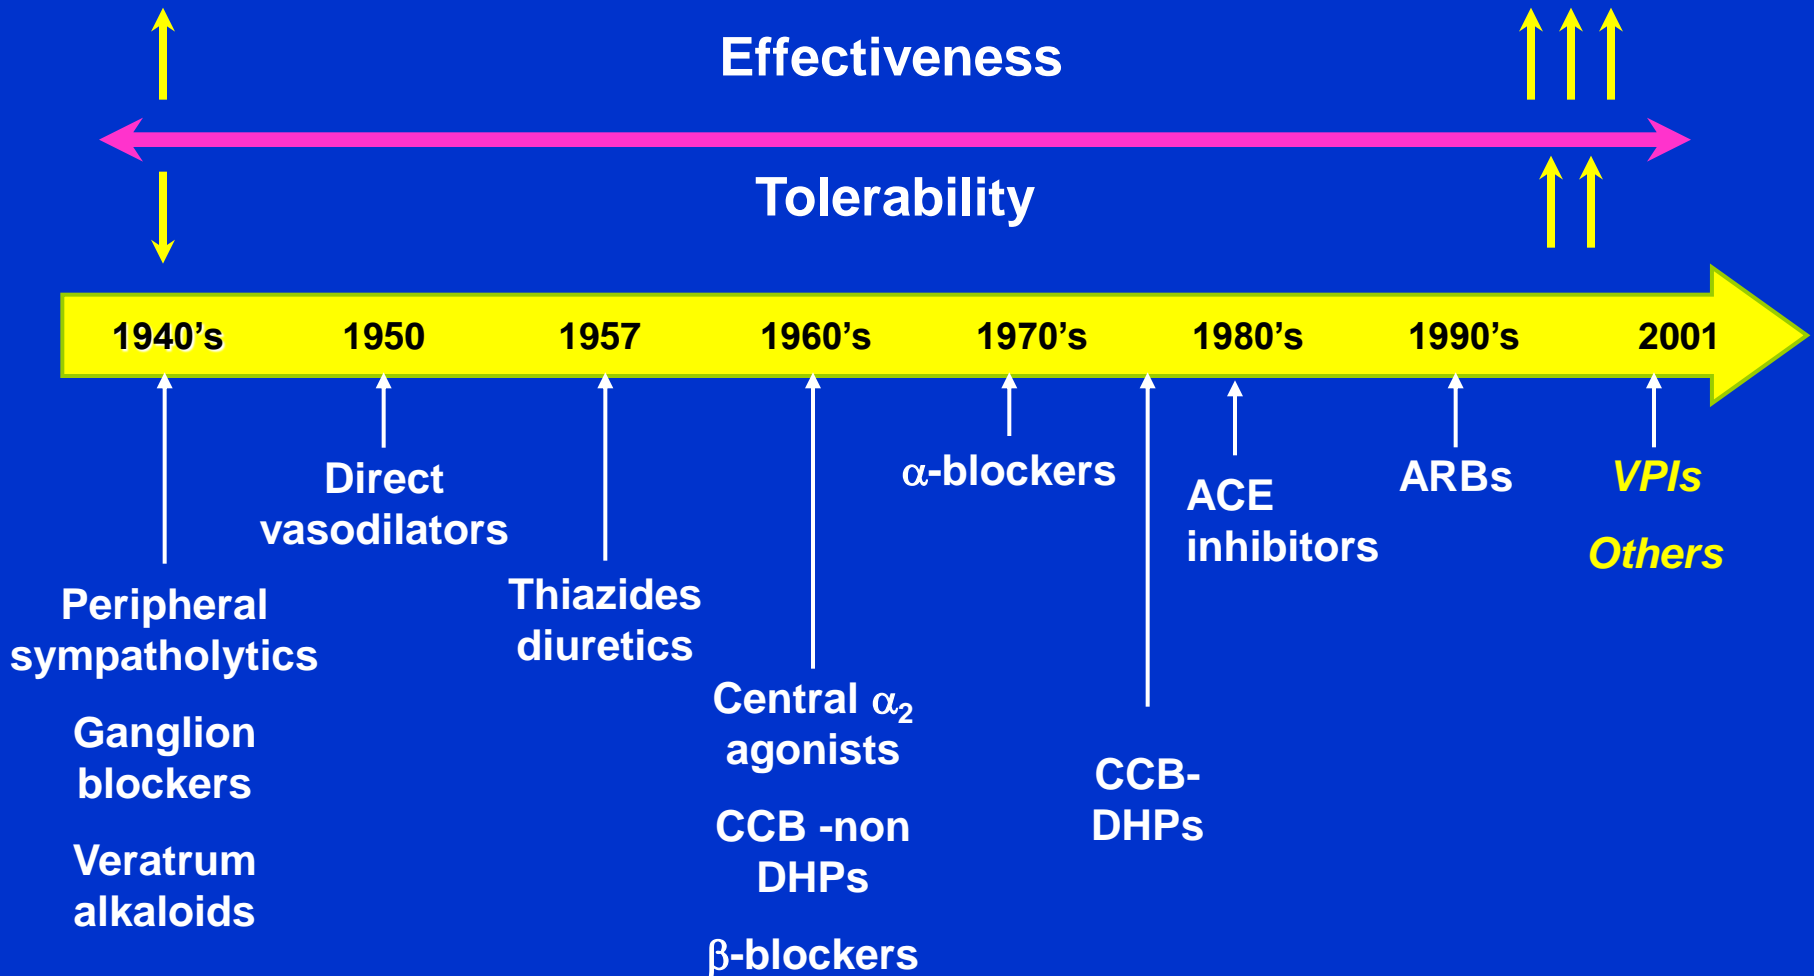 Effectiveness
Tolerability
1940’s
1950
1957
1960’s
1970’s
1980’s
1990’s
2001
Peripheral
sympatholytics
Ganglion
blockers
Veratrum
alkaloids
Direct
vasodilators
Thiazides
diuretics
Central α₂
agonists
CCB -non
DHPs
β-blockers
α-blockers
CCB-
DHPs
ACE
inhibitors
ARBs
VPIs
Others